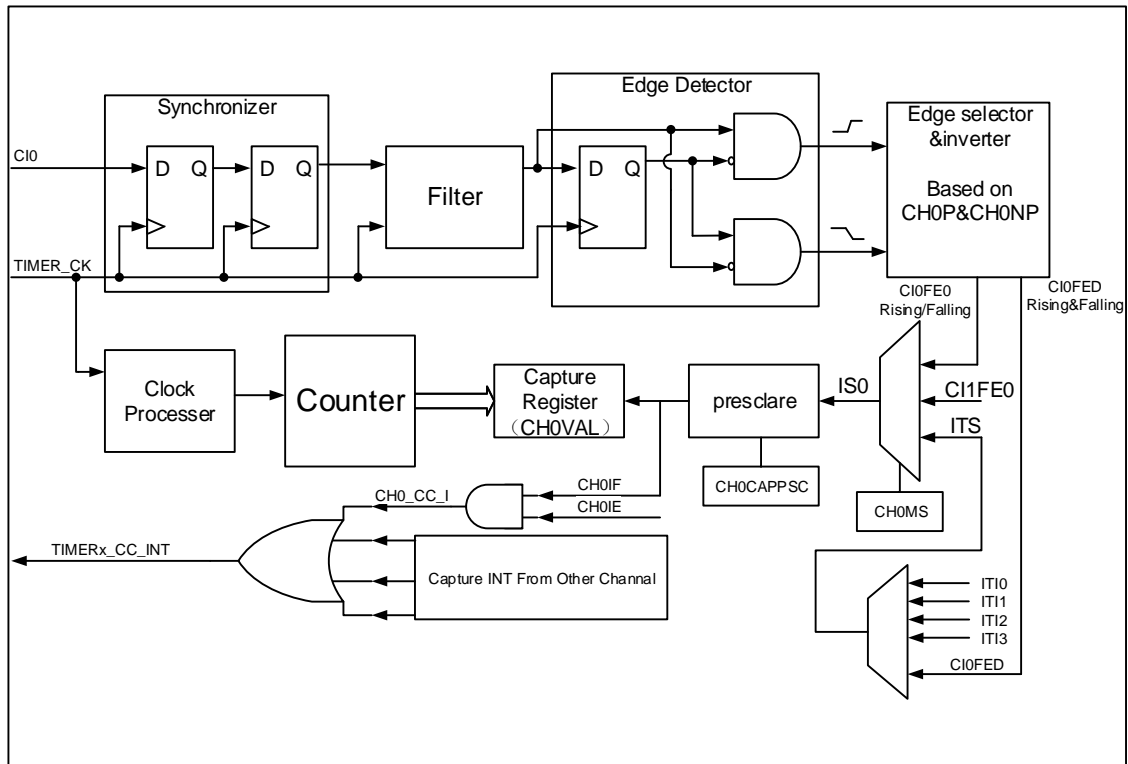 Synchronizer
Edge Detector
Edge selector
&inverter
Based on
CH0P&CH0NP
CI0
D Q
D Q
Filter
D Q
TIMER_CK
CI0FE0
Rising/Falling
CI0FED
Rising&Falling
Clock
Processer
Counter
Capture
Register
（CH0VAL）
presclare
IS0
CI1FE0
ITS
CH0CAPPSC
CH0MS
CH0_CC_I
CH0IF
CH0IE
TIMERx_CC_INT
Capture INT From Other Channal
ITI0
ITI1
ITI2
ITI3
CI0FED